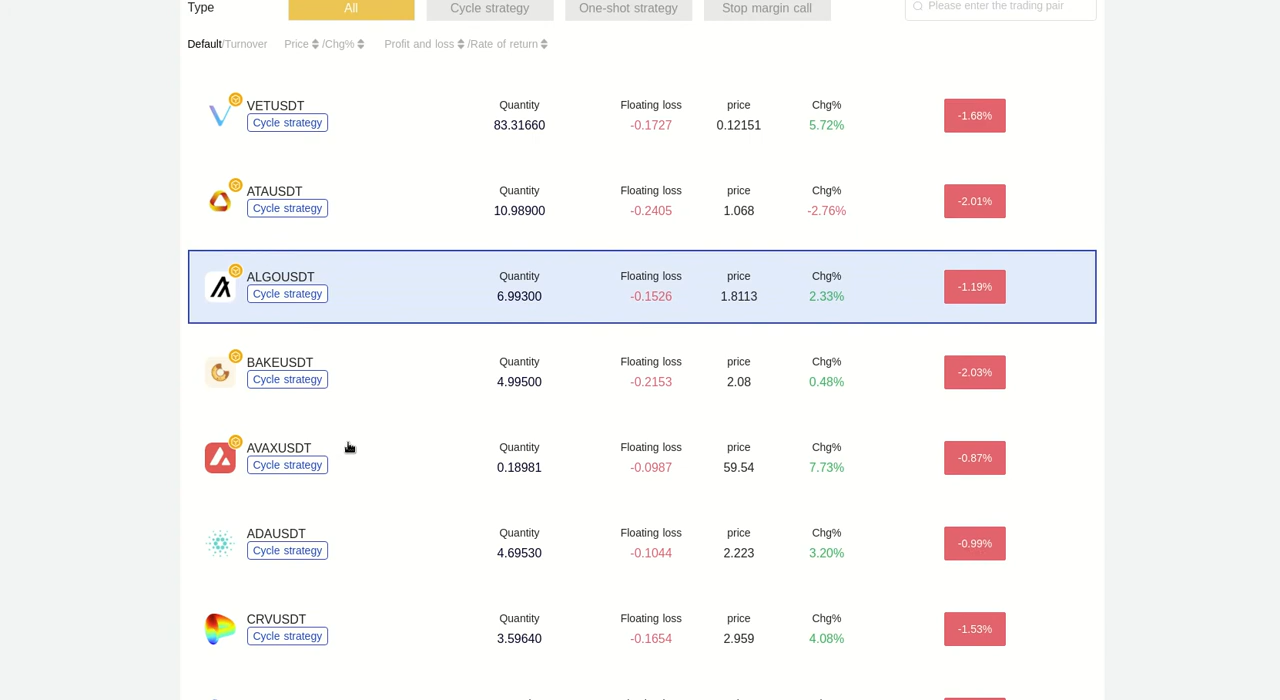 Type All Cycle strategy One-shot strategy Stop margin call Please enter the trading pair
Default/Turnover Price /Chg% Profit and loss /Rate of return
VETUSDT Quantity Floating loss price Chg%
Cycle strategy 83.31660 -0.1727 0.12151 5.72% -1.68%
ATAUSDT Quantity Floating loss price Chg%
Cycle strategy 10.98900 -0.2405 1.068 -2.76% -2.01%
ALGOUSDT Quantity Floating loss price Chg%
Cycle strategy 6.99300 -0.1526 1.8113 2.33% -1.19%
BAKEUSDT Quantity Floating loss price Chg%
Cycle strategy 4.99500 -0.2153 2.08 0.48% -2.03%
AVAXUSDT Quantity Floating loss price Chg%
Cycle strategy 0.18981 -0.0987 59.54 7.73% -0.87%
ADAUSDT Quantity Floating loss price Chg%
Cycle strategy 4.69530 -0.1044 2.223 3.20% -0.99%
CRVUSDT Quantity Floating loss price Chg%
Cycle strategy 3.59640 -0.1654 2.959 4.08% -1.53%